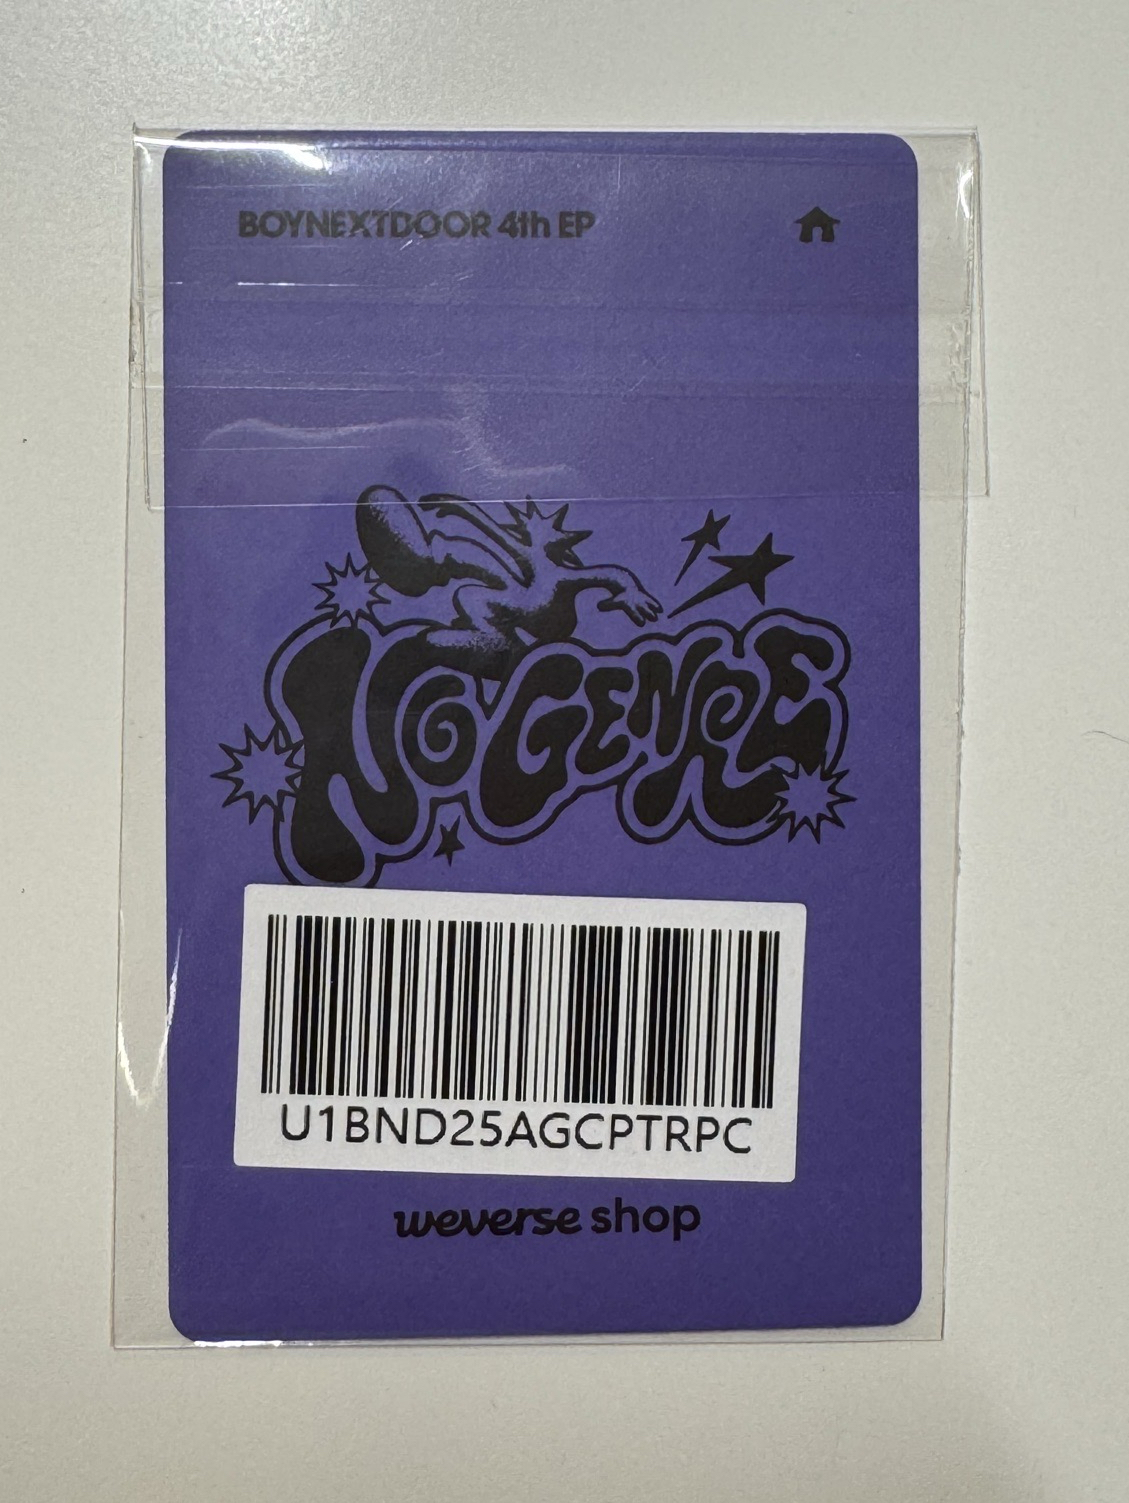 BOYNEXTDOOR 4th EP
NO GENRE
U1BND25AGCPTRPC
weverse shop